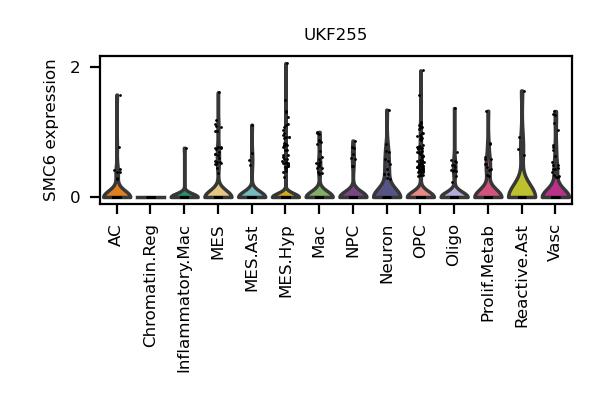 UKF255
SMC6 expression
2
0
AC
Chromatin.Reg
Inflammatory.Mac
MES
MES.Ast
MES.Hyp
Mac
NPC
Neuron
OPC
Oligo
Prolif.Metab
Reactive.Ast
Vasc